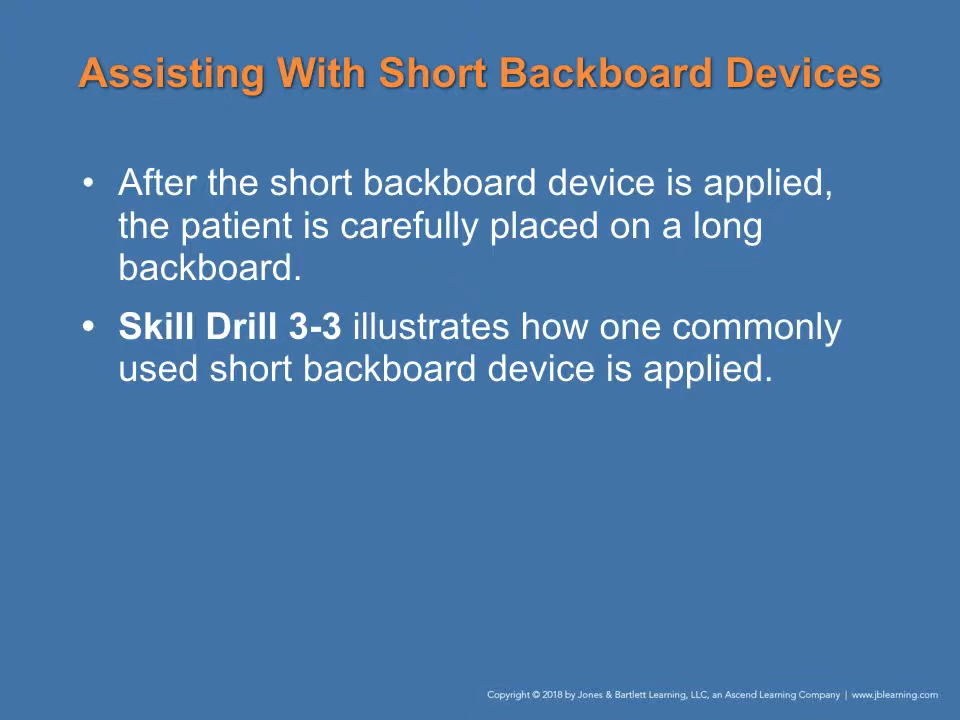 Assisting With Short Backboard Devices
• After the short backboard device is applied,
the patient is carefully placed on a long
backboard.
• Skill Drill 3-3 illustrates how one commonly
used short backboard device is applied.
Copyright © 2018 by Jones & Bartlett Learning, LLC, an Ascend Learning Company | www.jblearning.com